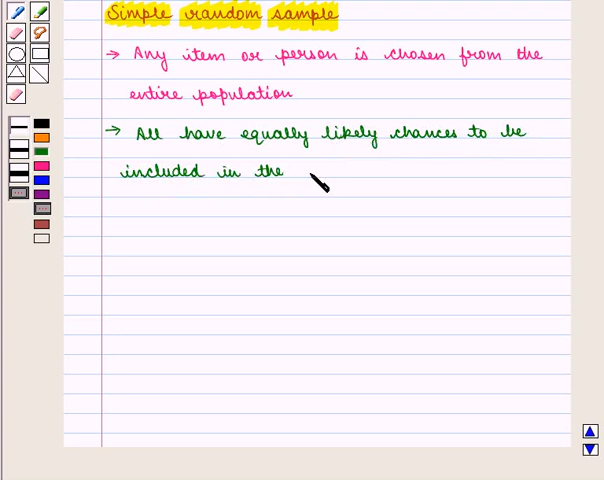 Simple random sample
→ Any item or person is chosen from the
entire population
→ All have equally likely chances to be
included in the